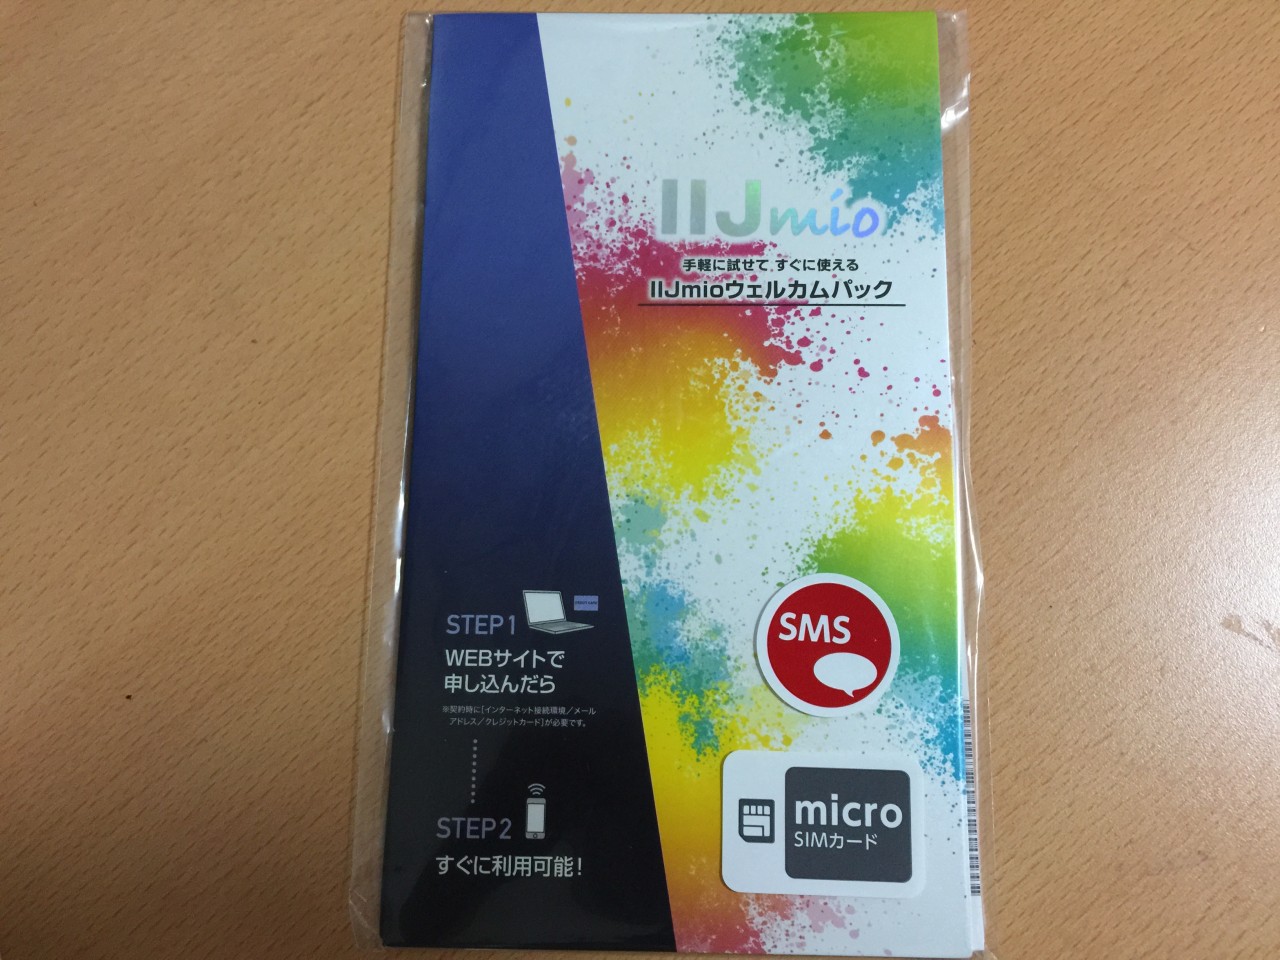 IIJmio
手軽に試せて すぐに使える
IIJmioウェルカムパック
STEP1
WEBサイトで
申し込んだら
※契約時に[インターネット接続環境/メール
アドレス/クレジットカード]が必要です。
STEP2
すぐに利用可能!
SMS
micro
SIMカード